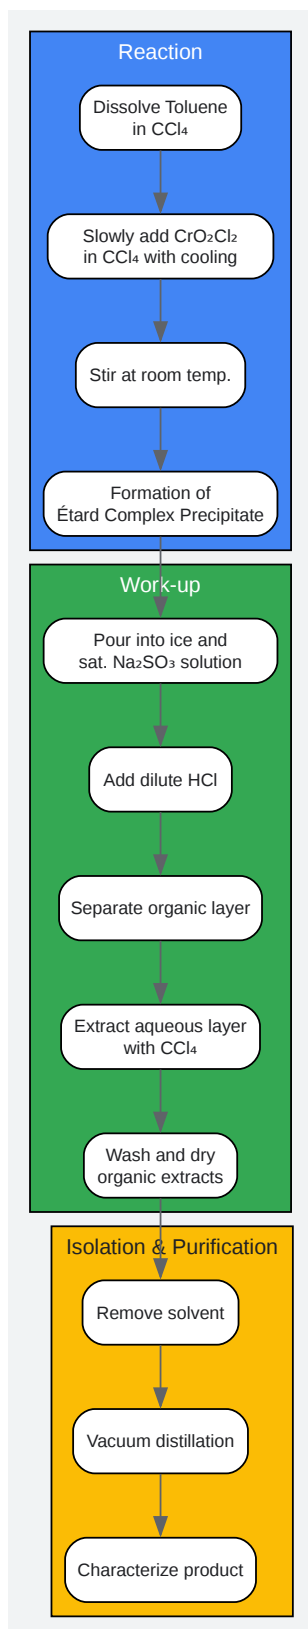 Reaction
Dissolve Toluene
in CCl₄
Slowly add CrO₂Cl₂
in CCl₄ with cooling
Stir at room temp.
Formation of
Étard Complex Precipitate
Work-up
Pour into ice and
sat. Na₂SO₃ solution
Add dilute HCl
Separate organic layer
Extract aqueous layer
with CCl₄
Wash and dry
organic extracts
Isolation & Purification
Remove solvent
Vacuum distillation
Characterize product